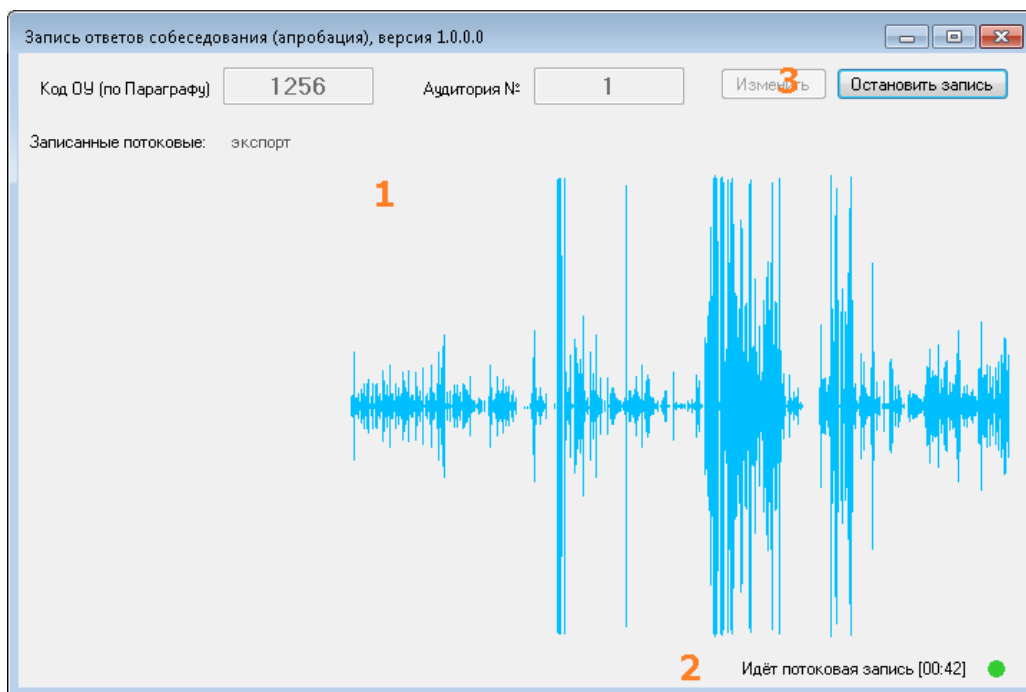 Запись ответов собеседования (апробация), версия 1.0.0.0
Код ОУ (по Параграфу) 1256 Аудитория № 1 Изменить 3 Остановить запись
Записанные потоковые: экспорт
1
2 Идёт потоковая запись [00:42]